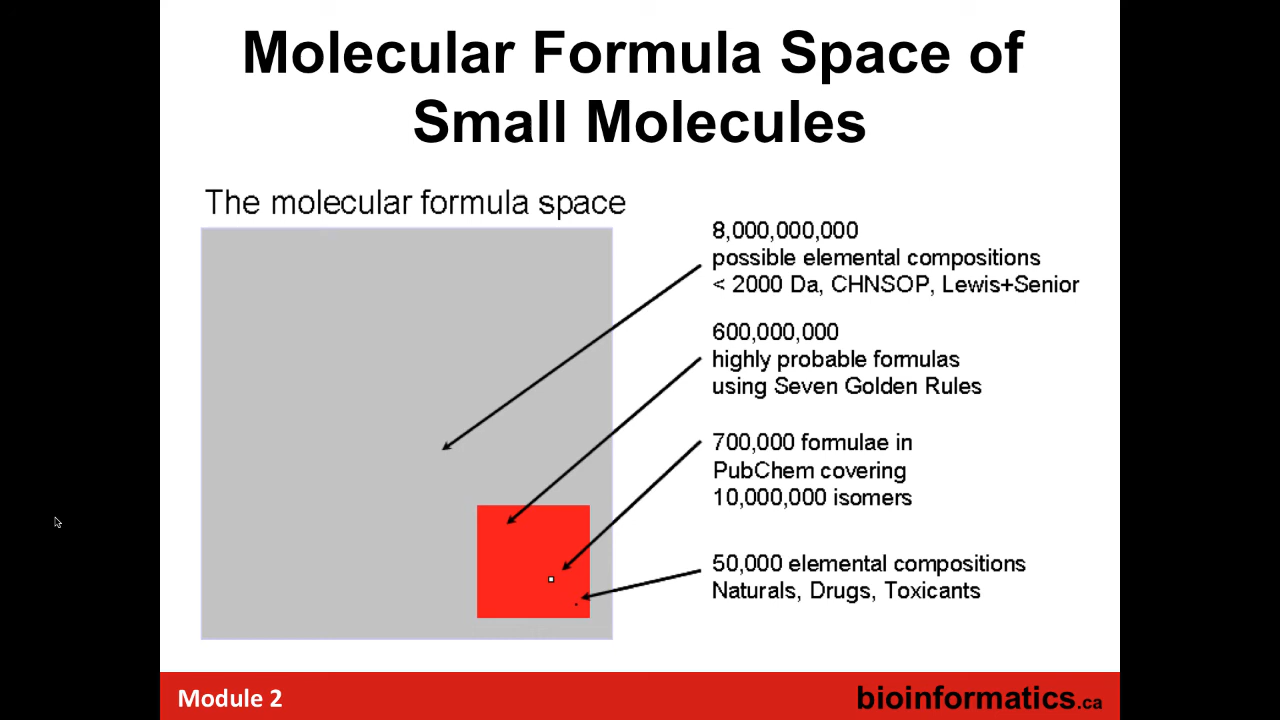 Molecular Formula Space of
Small Molecules
The molecular formula space
8,000,000,000
possible elemental compositions
< 2000 Da, CHNSOP, Lewis+Senior
600,000,000
highly probable formulas
using Seven Golden Rules
700,000 formulae in
PubChem covering
10,000,000 isomers
50,000 elemental compositions
Naturals, Drugs, Toxicants
Module 2
bioinformatics.ca